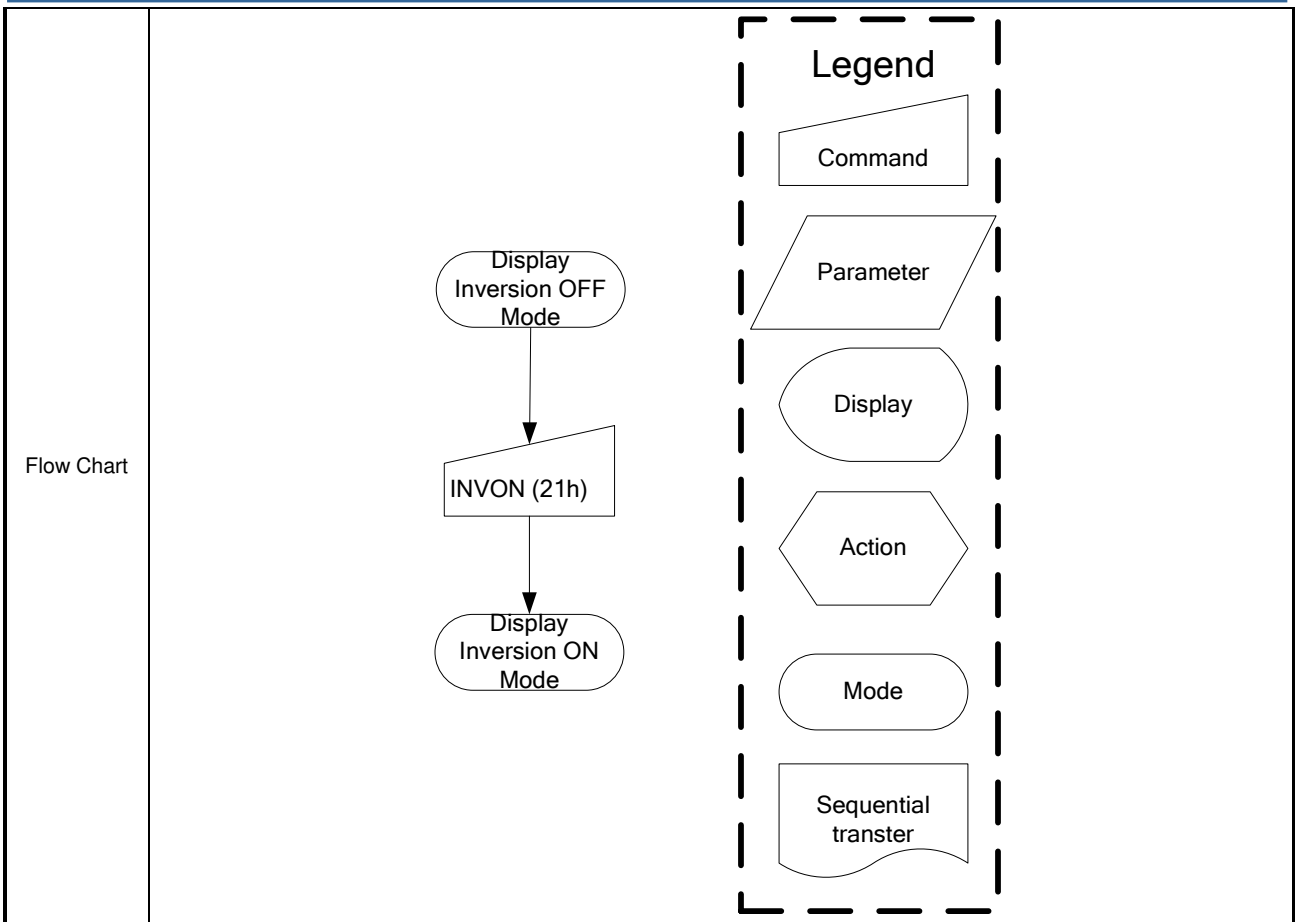 Flow Chart
Display
Inversion OFF
Mode
INVON (21h)
Display
Inversion ON
Mode
Legend
Command
Parameter
Display
Action
Mode
Sequential
transter